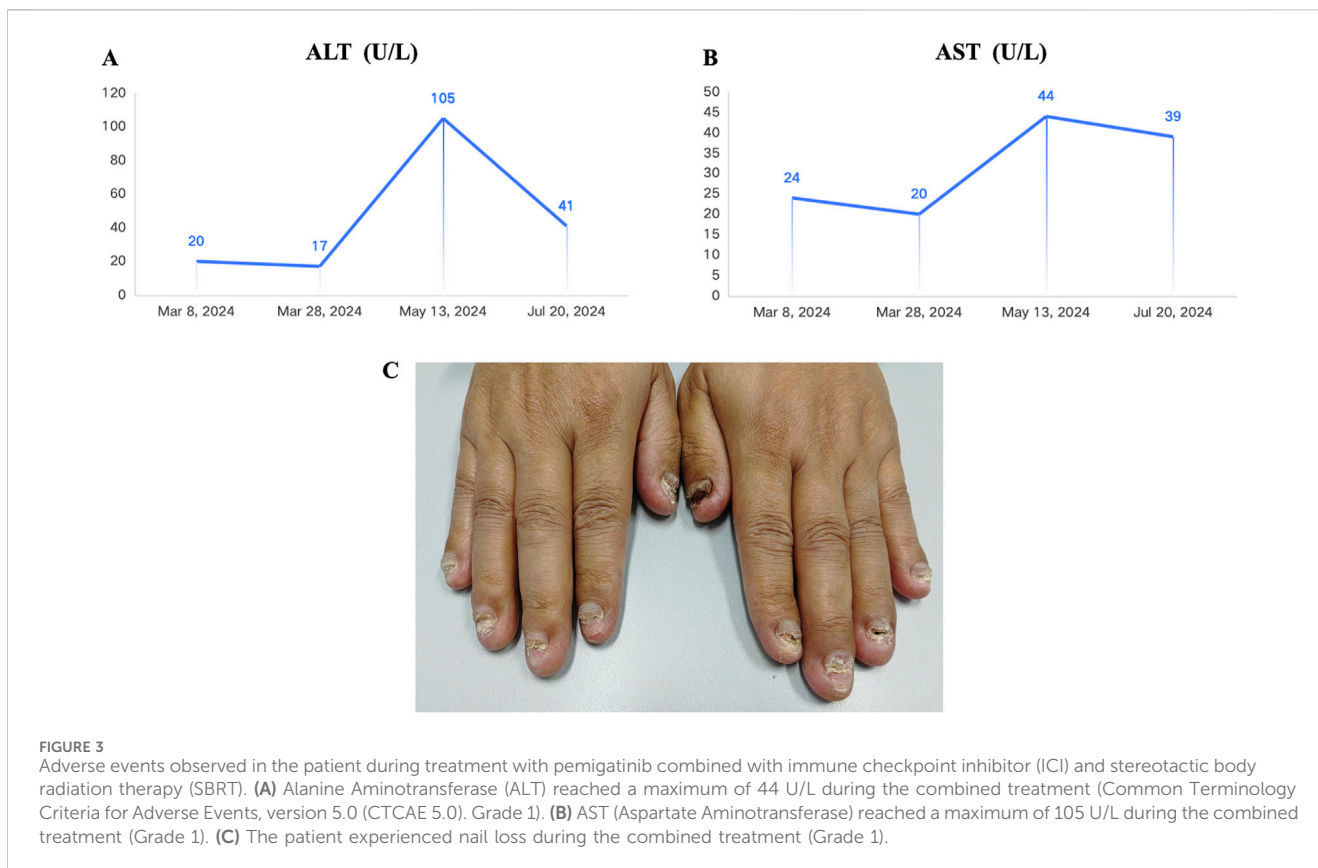 A
ALT (U/L)
120
100
80
60
40
20
0
20
17
105
41
Mar 8, 2024
Mar 28, 2024
May 13, 2024
Jul 20, 2024
B
AST (U/L)
50
45
40
35
30
25
20
15
10
5
0
24
20
44
39
Mar 8, 2024
Mar 28, 2024
May 13, 2024
Jul 20, 2024
C
FIGURE 3
Adverse events observed in the patient during treatment with pemigatinib combined with immune checkpoint inhibitor (ICI) and stereotactic body
radiation therapy (SBRT). (A) Alanine Aminotransferase (ALT) reached a maximum of 44 U/L during the combined treatment (Common Terminology
Criteria for Adverse Events, version 5.0 (CTCAE 5.0). Grade 1). (B) AST (Aspartate Aminotransferase) reached a maximum of 105 U/L during the combined
treatment (Grade 1). (C) The patient experienced nail loss during the combined treatment (Grade 1).